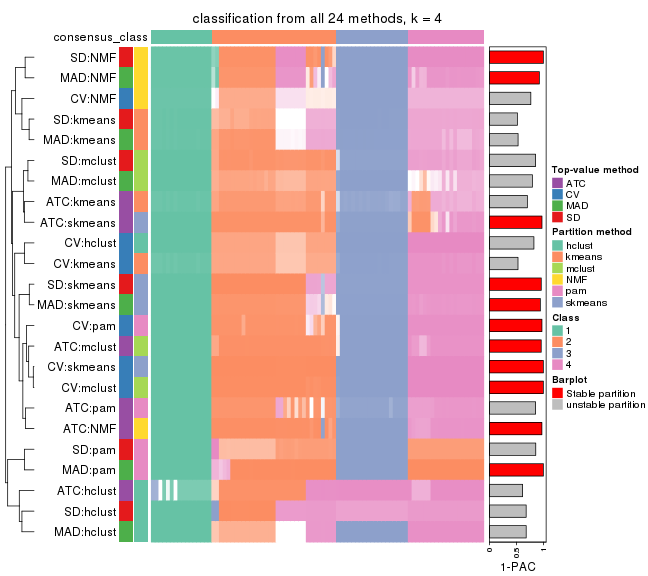 classification from all 24 methods, k = 4
consensus_class
SD:NMF
MAD:NMF
CV:NMF
SD:kmeans
MAD:kmeans
SD:mclust
MAD:mclust
ATC:kmeans
ATC:skmeans
CV:hclust
CV:kmeans
SD:skmeans
MAD:skmeans
CV:pam
ATC:mclust
CV:skmeans
CV:mclust
ATC:pam
ATC:NMF
SD:pam
MAD:pam
ATC:hclust
SD:hclust
MAD:hclust
0
0.5
1
1-PAC
Top-value method
ATC
CV
MAD
SD
Partition method
hclust
kmeans
mclust
NMF
pam
skmeans
Class
1
2
3
4
Barplot
Stable partition
unstable partition